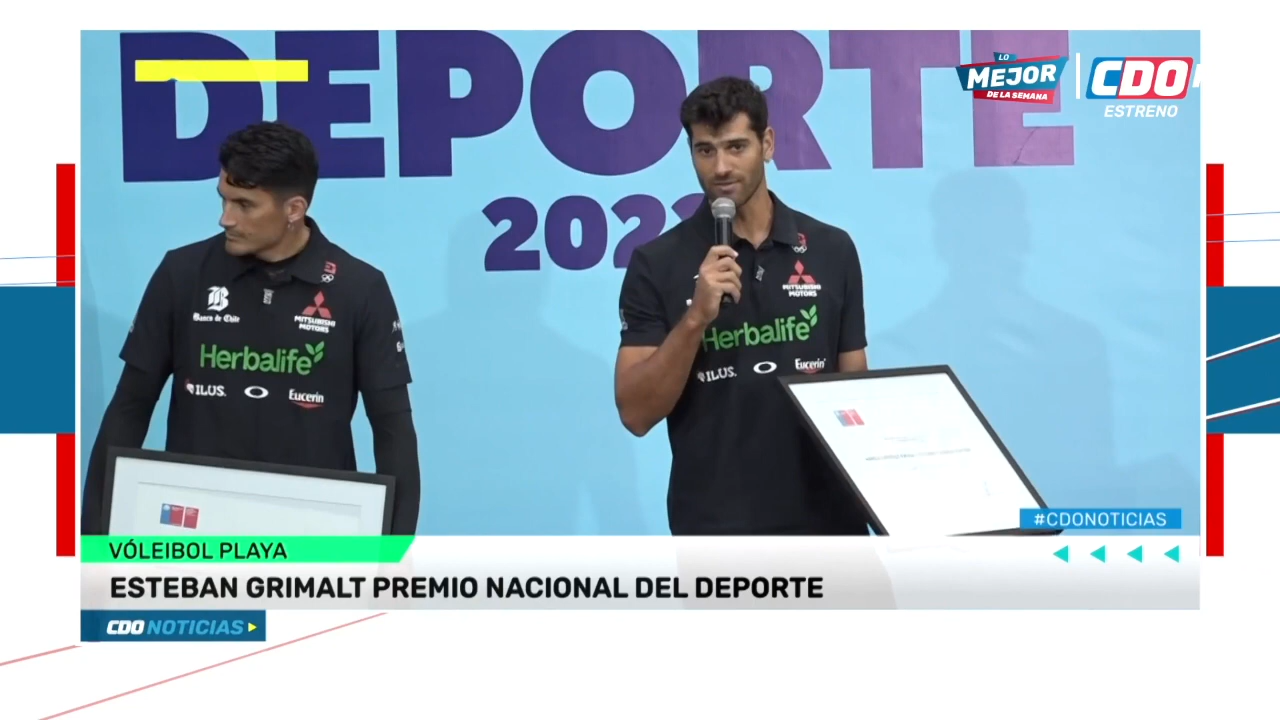 DEPORTE
202
LO
MEJOR
DE LA SEMANA
CDO
ESTRENO
B
Banco de Chile
MITSUBISHI
MOTORS
Herbalife
ILUS.
Eucerin
MITSUBISHI
MOTORS
Herbalife
ILUS.
Eucerin
#CDONOTICIAS
VÓLEIBOL PLAYA
ESTEBAN GRIMALT PREMIO NACIONAL DEL DEPORTE
CDO NOTICIAS